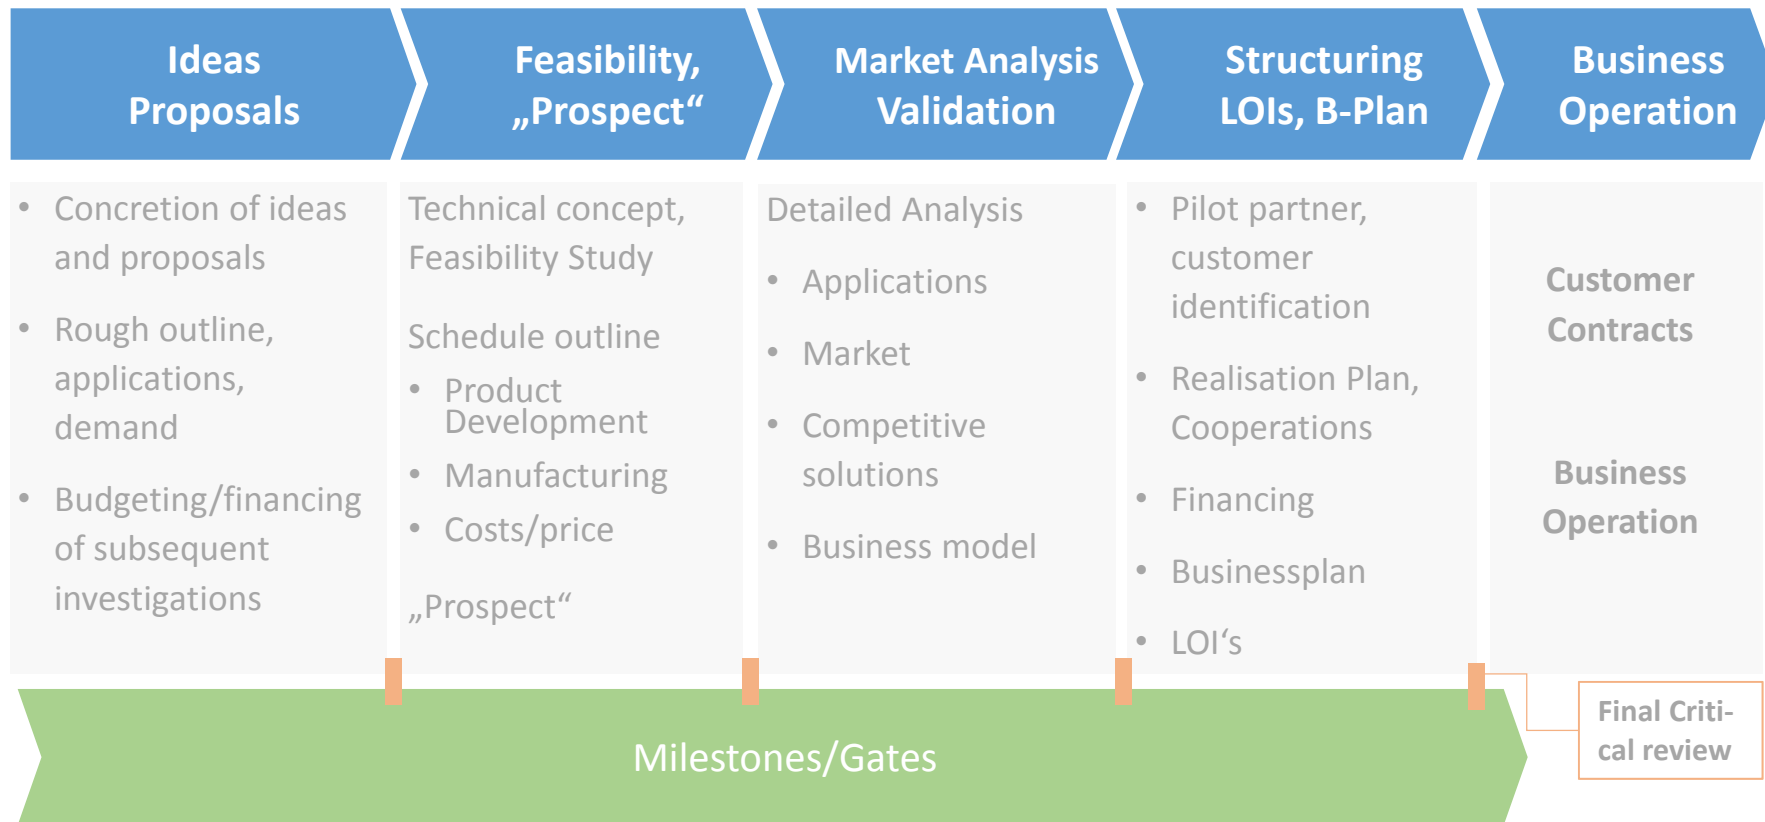 Ideas
Proposals
Feasibility,
„Prospect“
Market Analysis
Validation
Structuring
LOIs, B-Plan
Business
Operation
• Concretion of ideas
and proposals
• Rough outline,
applications,
demand
• Budgeting/financing
of subsequent
investigations
Technical concept,
Feasibility Study
Schedule outline
• Product
Development
• Manufacturing
• Costs/price
„Prospect“
Detailed Analysis
• Applications
• Market
• Competitive
solutions
• Business model
• Pilot partner,
customer
identification
• Realisation Plan,
Cooperations
• Financing
• Businessplan
• LOI‘s
Customer
Contracts
Business
Operation
Milestones/Gates
Final Criti-
cal review